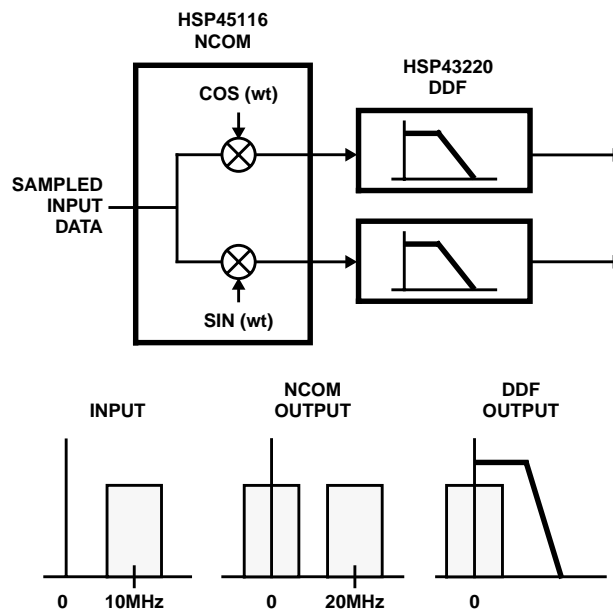 HSP45116
NCOM
HSP43220
DDF
COS (wt)
SAMPLED
INPUT
DATA
SIN (wt)
INPUT
NCOM
OUTPUT
DDF
OUTPUT
0
10MHz
0
20MHz
0